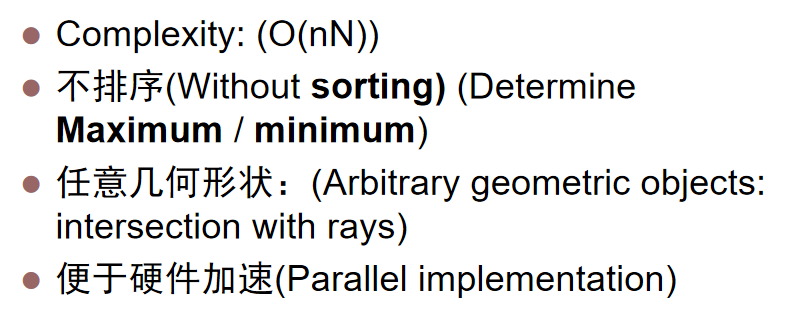 Complexity: (O(nN))
不排序(Without sorting) (Determine
Maximum / minimum)
任意几何形状：(Arbitrary geometric objects:
intersection with rays)
便于硬件加速(Parallel implementation)